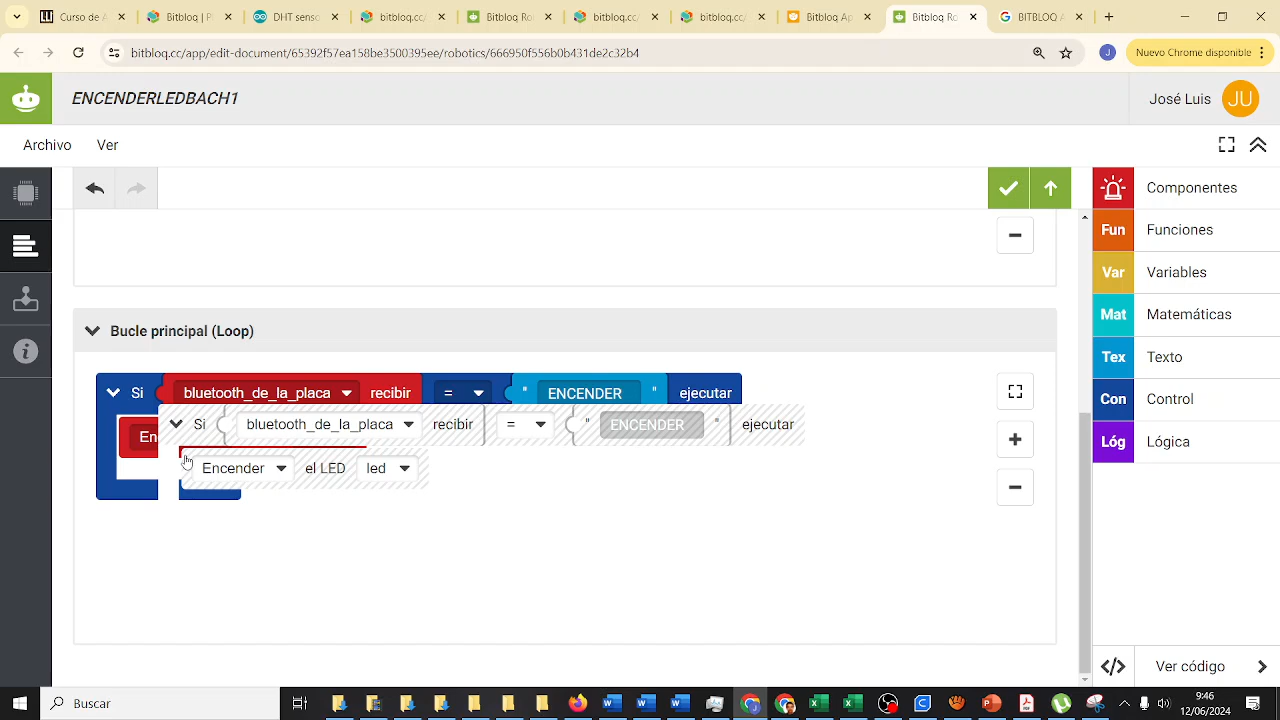 Curso de A
Bitbloq | P
DHT senso
bitbloq.cc
Bitbloq Ro
bitbloq.cc/
bitbloq.cc/
Bitbloq Ap
Bitbloq Ro
BITBLOQ A
bitbloq.cc/app/edit-document/65392f57ea158be3500395ee/robotics/666950f556b0b431de2c32b4
J
Nuevo Chrome disponible
ENCENDERLEDBACH1
José Luis
JU
Archivo
Ver
Componentes
Fun
Funciones
Var
Variables
Mat
Matemáticas
Tex
Texto
Con
Control
Lóg
Lógica
Bucle principal (Loop)
Si bluetooth_de_la_placa recibir = " ENCENDER " ejecutar
Si bluetooth_de_la_placa recibir = " ENCENDER " ejecutar
En
Encender el LED led
</> Ver código
Buscar
9:46
12/06/2024